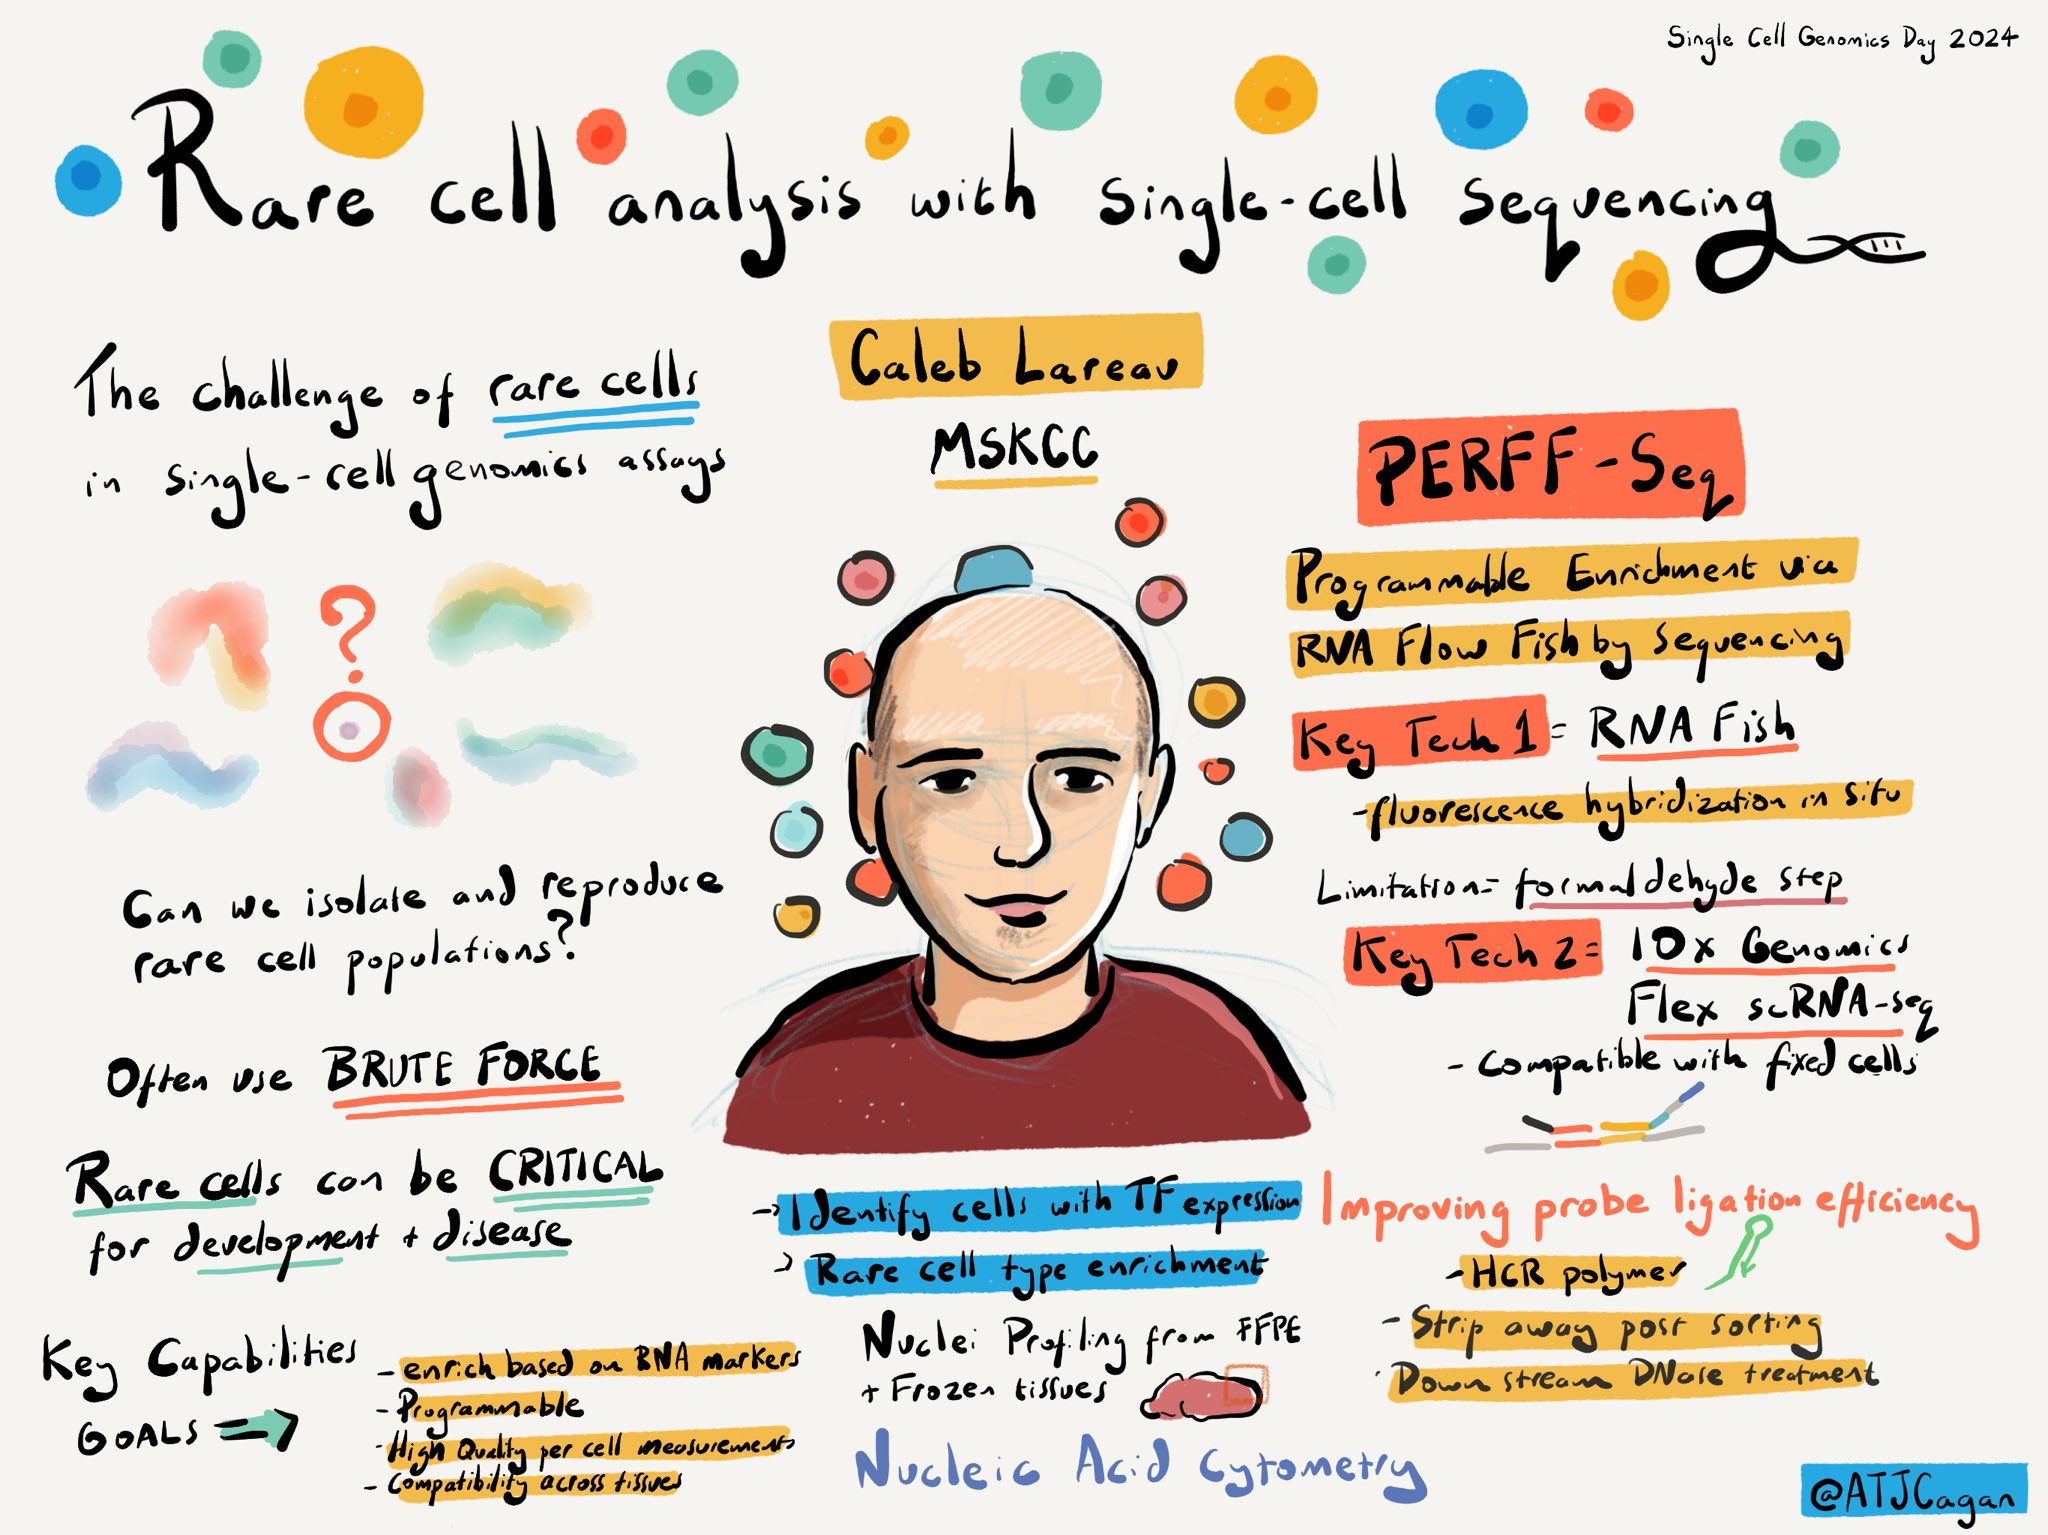 Single Cell Genomics Day 2024
Rare cell analysis with single-cell sequencing
Caleb Lareau
MSKCC
The challenge of rare cells
in single-cell genomics assays
?
Can we isolate and reproduce
rare cell populations?
Often use BRUTE FORCE
Rare cells can be CRITICAL
for development + disease
Key Capabilities
GOALS
- enrich based on RNA markers
- Programmable
- High Quality per cell measurements
- Compatibility across tissues
→ Identify cells with TF expression
→ Rare cell type enrichment
Nuclei Profiling from FFPE
+ Frozen tissues
Nucleic Acid Cytometry
PERFF-Seq
Programmable Enrichment via
RNA Flow Fish by Sequencing
Key Tech 1 = RNA Fish
- fluorescence hybridization in situ
Limitation = formaldehyde step
Key Tech 2 = 10x Genomics
Flex scRNA-seq
- Compatible with fixed cells
Improving probe ligation efficiency
- HCR polymer
- Strip away post sorting
- Down stream DNase treatment
@ATJCagan